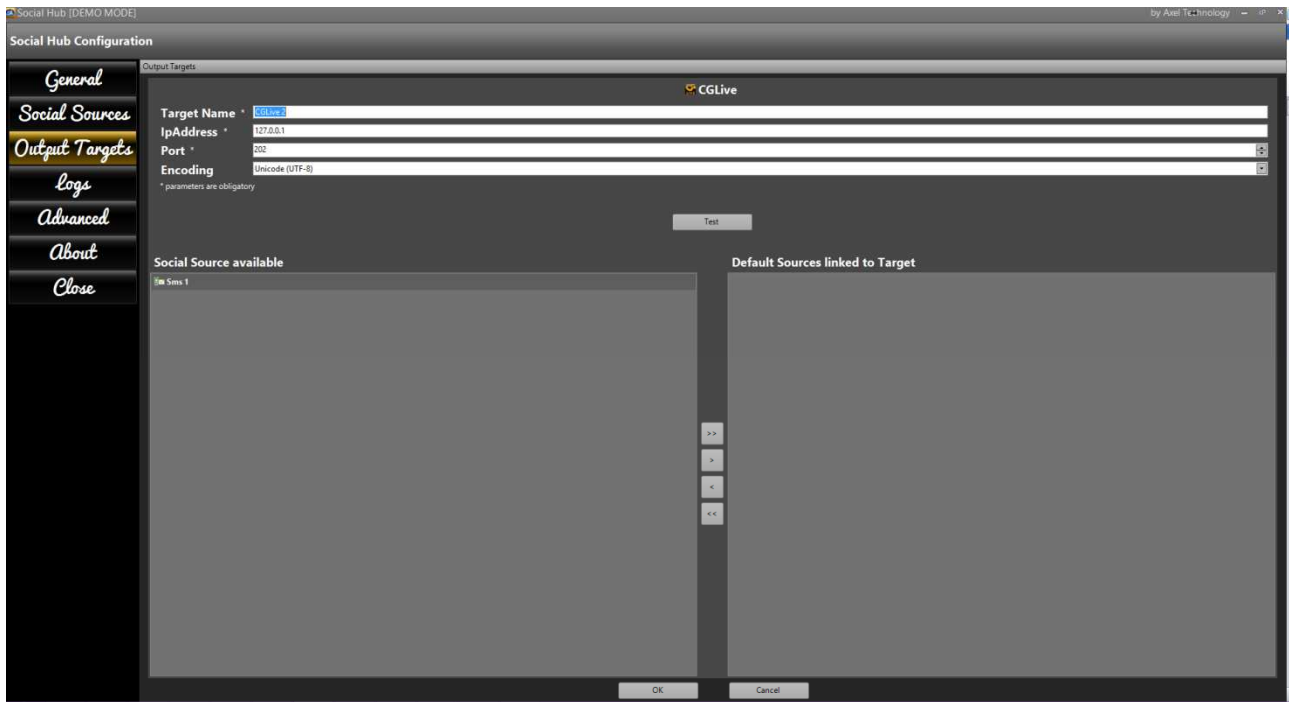 Social Hub [DEMO MODE]
by Axel Technology
Social Hub Configuration
General
Social Sources
Output Targets
Logs
Advanced
About
Close
Output Targets
CGLive
Target Name * CGLive 2
IpAddress * 127.0.0.1
Port * 202
Encoding Unicode (UTF-8)
* parameters are obligatory
Test
Social Source available
Sms 1
Default Sources linked to Target
>>
>
<
<<
OK
Cancel